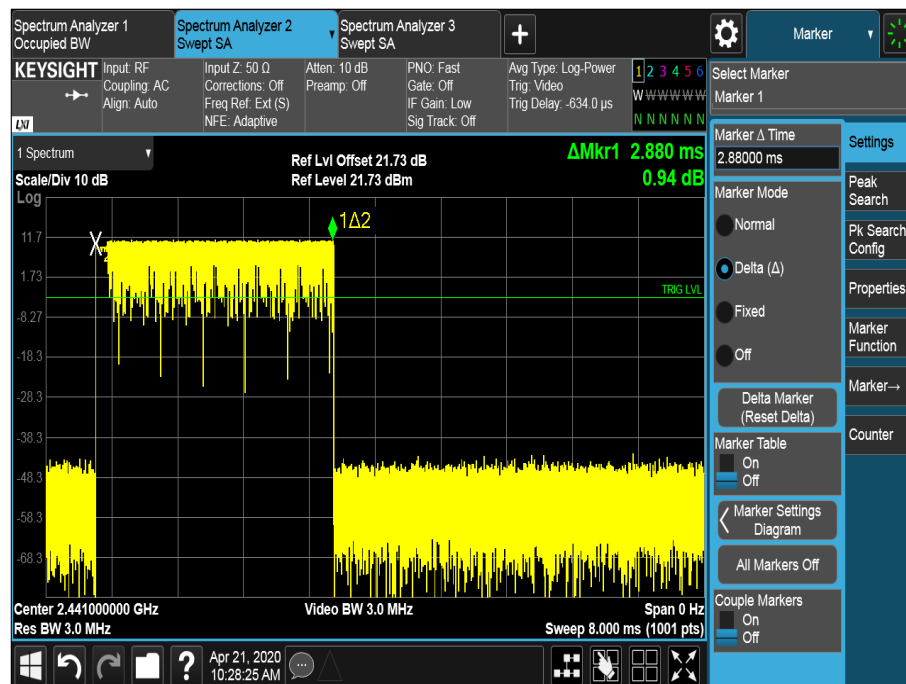 Spectrum Analyzer 1
Occupied BW
Spectrum Analyzer 2
Swept SA
Spectrum Analyzer 3
Swept SA
Marker
KEYSIGHT
Input: RF
Coupling: AC
Align: Auto
Input Z: 50 Ω
Corrections: Off
Freq Ref: Ext (S)
NFE: Adaptive
Atten: 10 dB
Preamp: Off
PNO: Fast
Gate: Off
IF Gain: Low
Sig Track: Off
Avg Type: Log-Power
Trig: Video
Trig Delay: -634.0 µs
1 2 3 4 5 6
W W W W W W
N N N N N N
LXI
Select Marker
Marker 1
1 Spectrum
Scale/Div 10 dB
Log
Ref Lvl Offset 21.73 dB
Ref Level 21.73 dBm
ΔMkr1 2.880 ms
0.94 dB
1Δ2
11.7
1.73
TRIG LVL
-8.27
-18.3
-28.3
-38.3
-48.3
-58.3
-68.3
Center 2.441000000 GHz
Res BW 3.0 MHz
Video BW 3.0 MHz
Span 0 Hz
Sweep 8.000 ms (1001 pts)
Marker Δ Time
2.88000 ms
Marker Mode
Normal
Delta (Δ)
Fixed
Off
Delta Marker
(Reset Delta)
Marker Table
On
Off
Marker Settings
Diagram
All Markers Off
Couple Markers
On
Off
Settings
Peak
Search
Pk Search
Config
Properties
Marker
Function
Marker→
Counter
?
Apr 21, 2020
10:28:25 AM